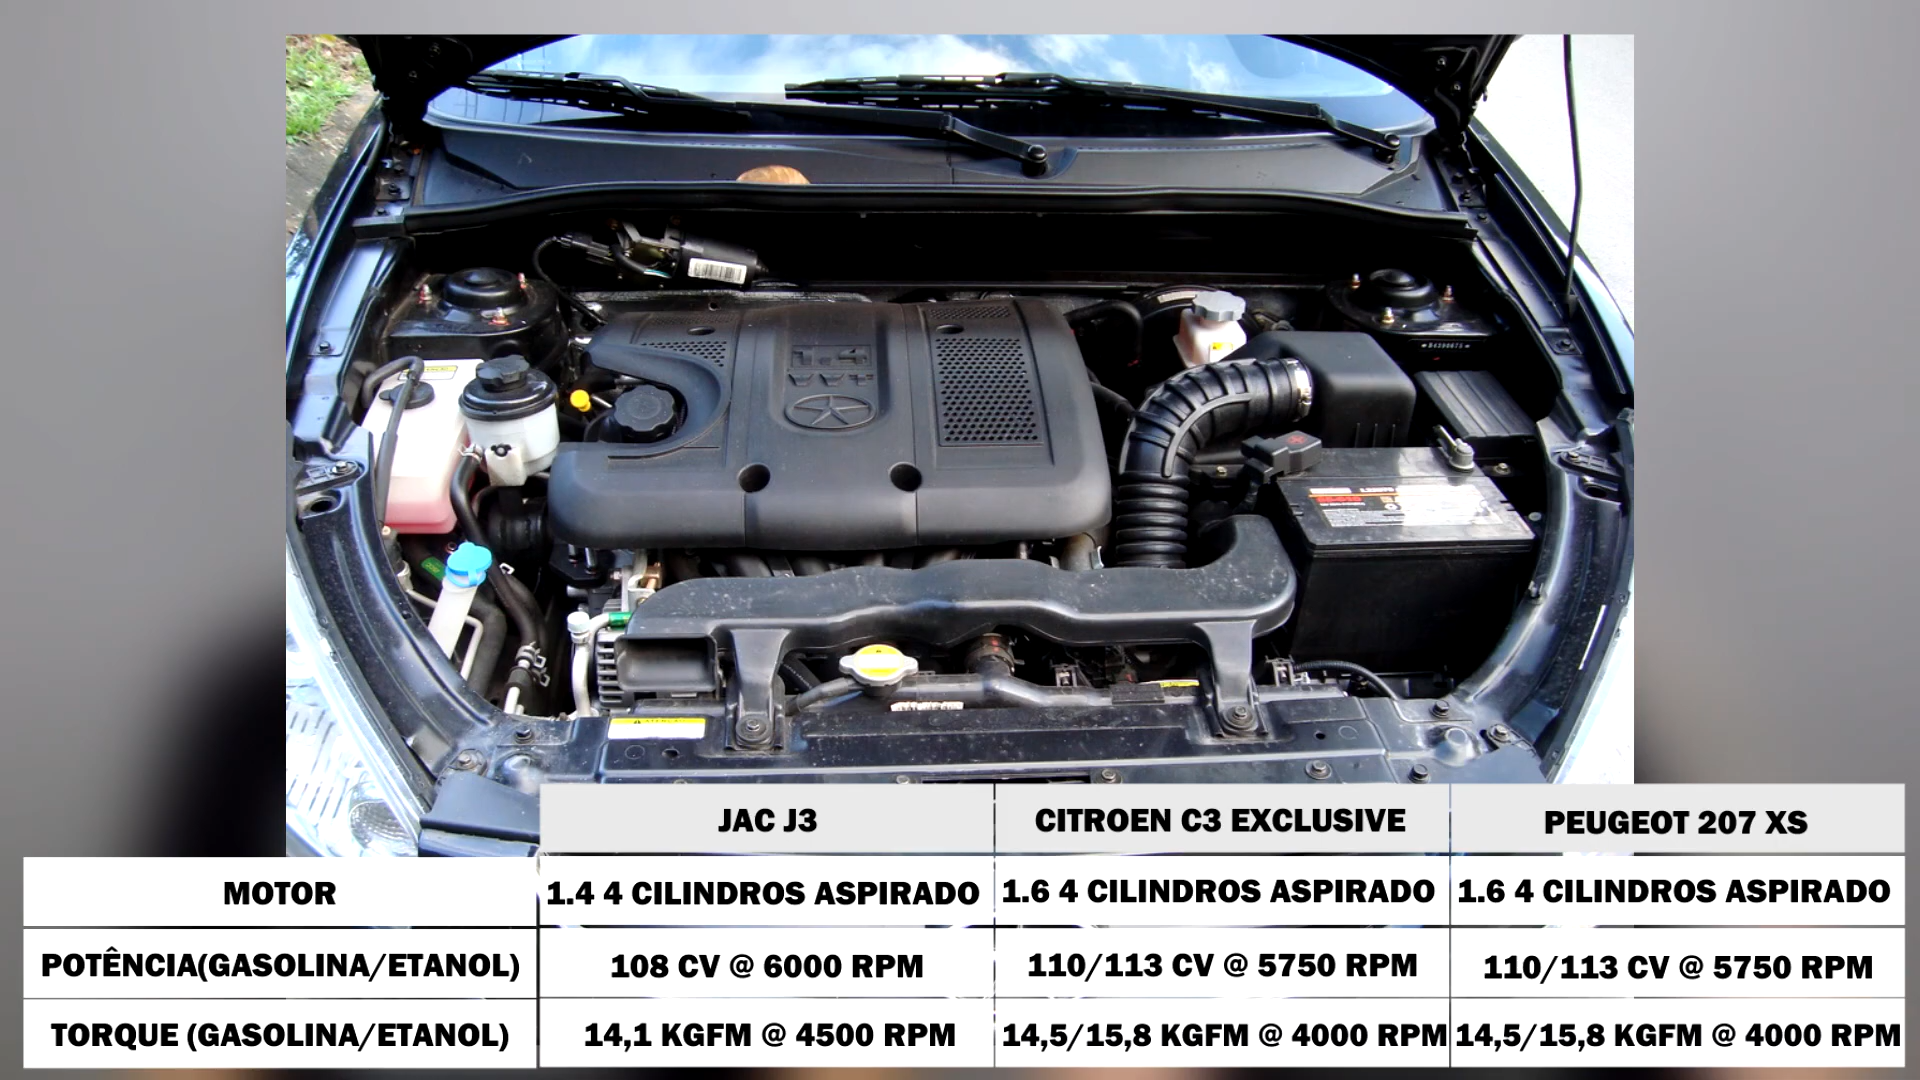 1.4
VVT
JAC J3
CITROEN C3 EXCLUSIVE
PEUGEOT 207 XS
MOTOR
1.4 4 CILINDROS ASPIRADO
1.6 4 CILINDROS ASPIRADO
1.6 4 CILINDROS ASPIRADO
POTÊNCIA(GASOLINA/ETANOL)
108 CV @ 6000 RPM
110/113 CV @ 5750 RPM
110/113 CV @ 5750 RPM
TORQUE (GASOLINA/ETANOL)
14,1 KGFM @ 4500 RPM
14,5/15,8 KGFM @ 4000 RPM
14,5/15,8 KGFM @ 4000 RPM